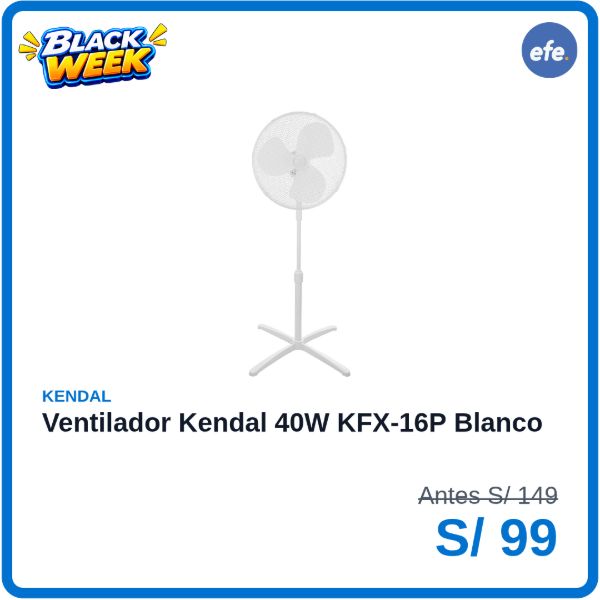 BLACK
WEEK
efe.
KENDAL
Ventilador Kendal 40W KFX-16P Blanco
Antes S/ 149
S/ 99